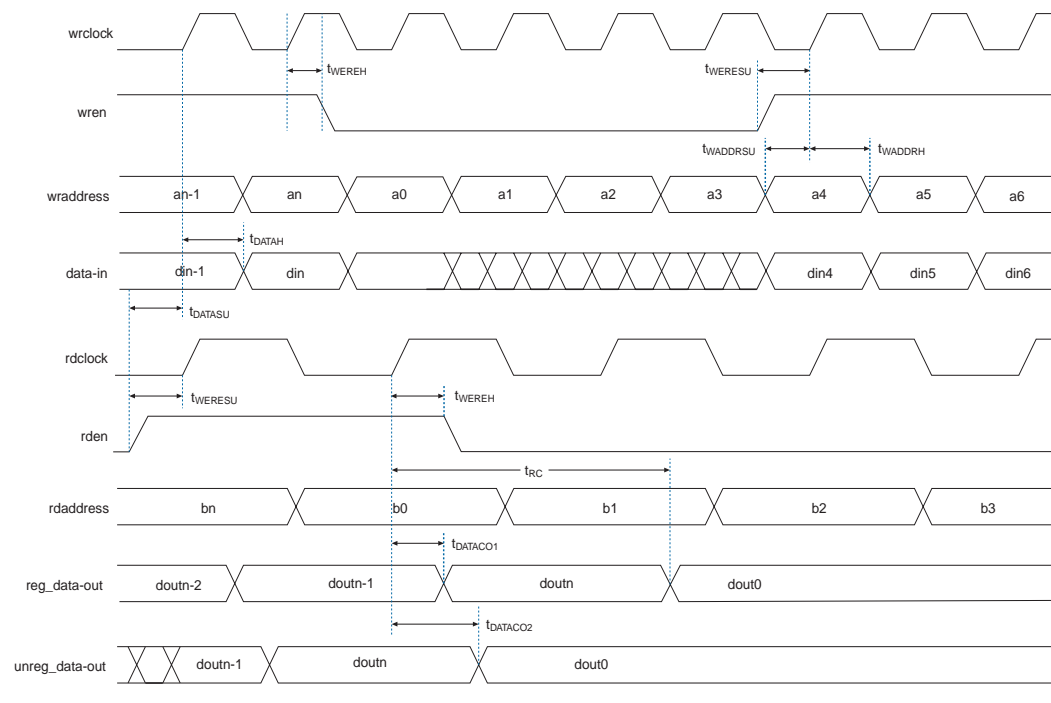 wrclock
tWEREH
tWERESU
wren
tWADDRSU
tWADDRH
wraddress an-1 an a0 a1 a2 a3 a4 a5 a6
tDATAH
data-in din-1 din din4 din5 din6
tDATASU
rdclock
tWERESU
tWEREH
rden
tRC
rdaddress bn b0 b1 b2 b3
tDATACO1
reg_data-out doutn-2 doutn-1 doutn dout0
tDATACO2
unreg_data-out doutn-1 doutn dout0